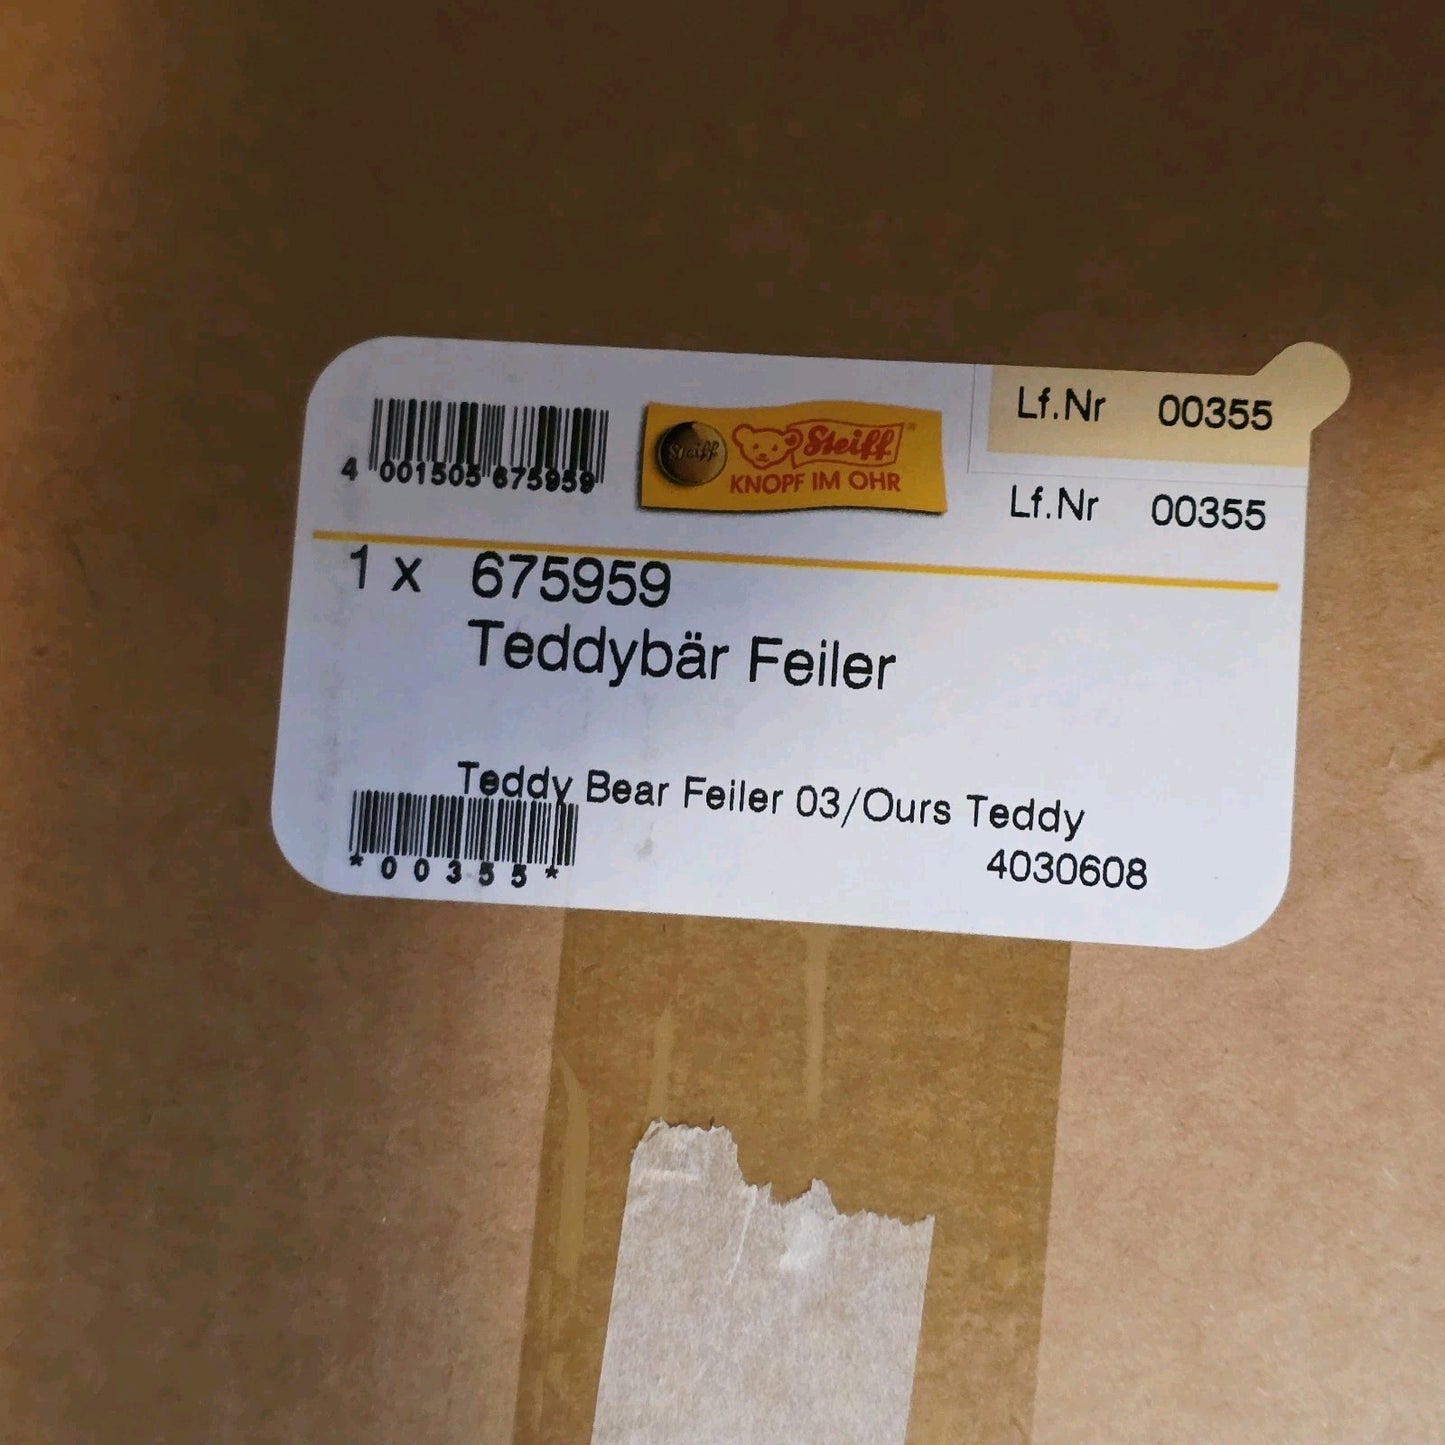 4 001505 675959
Steiff
Steiff
KNOPF IM OHR
Lf.Nr 00355
Lf.Nr 00355
1 x 675959
Teddybär Feiler
Teddy Bear Feiler 03/Ours Teddy
4030608
*00355*